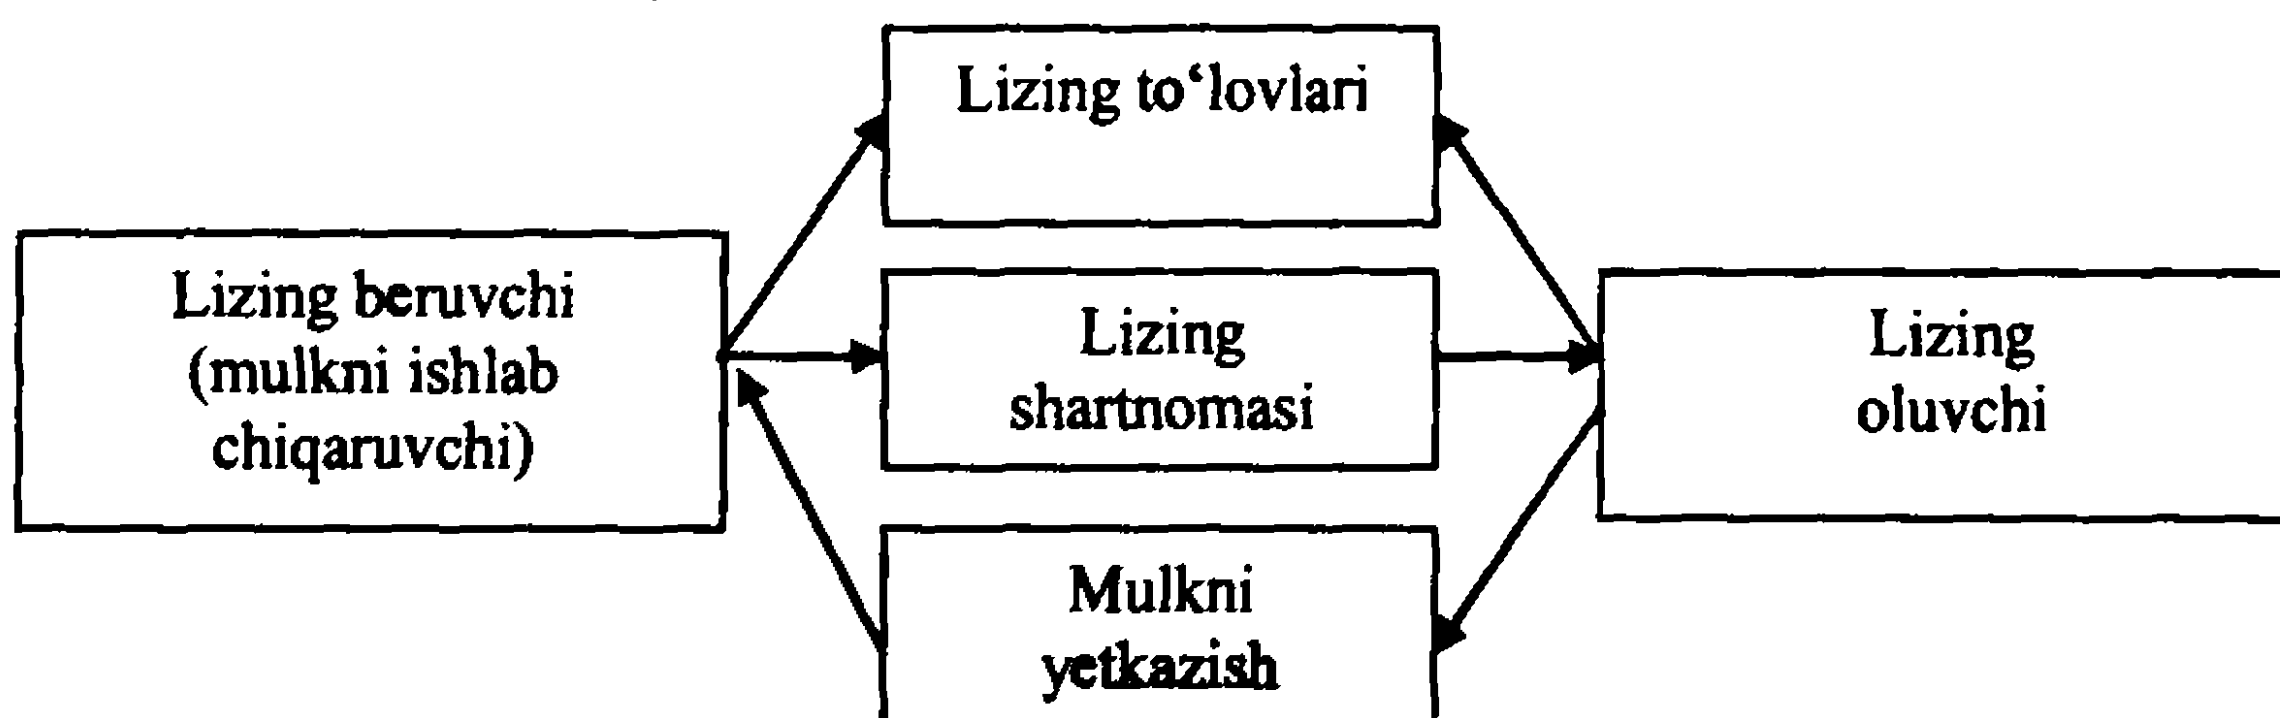 Lizing to‘lovlari
Lizing beruvchi
(mulkni ishlab
chiqaruvchi)
Lizing
shartnomasi
Lizing
oluvchi
Mulkni
yetkazish